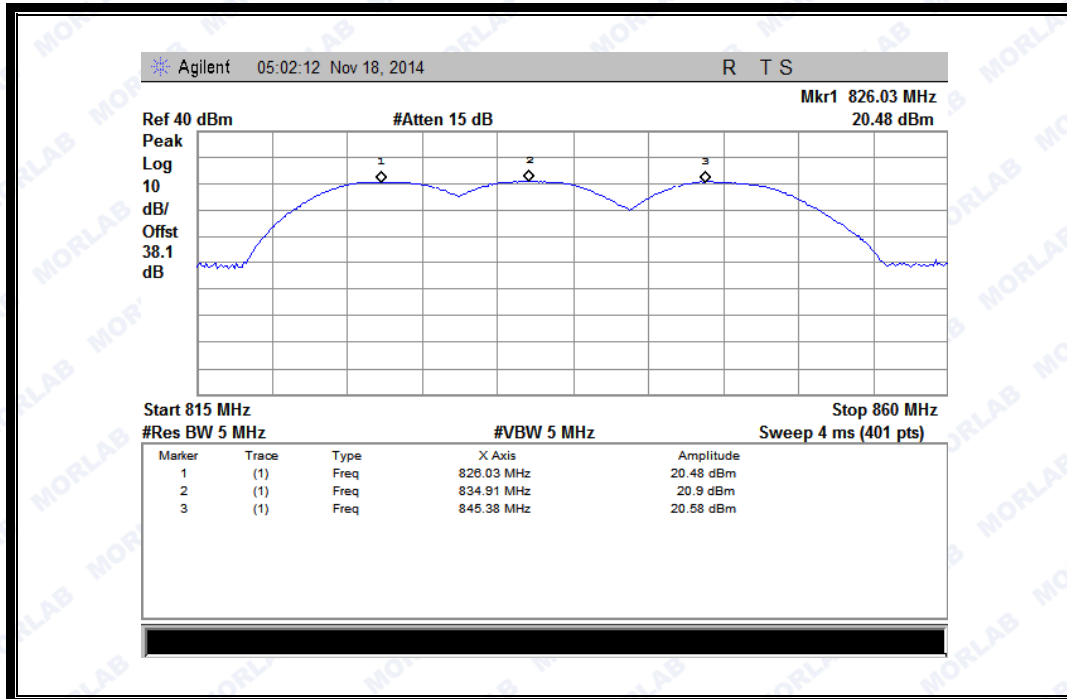 Agilent 05:02:12 Nov 18, 2014 R T S
Mkr1 826.03 MHz
Ref 40 dBm #Atten 15 dB 20.48 dBm
Peak
Log
10
dB/
Offst
38.1
dB
1 2 3
Start 815 MHz Stop 860 MHz
#Res BW 5 MHz #VBW 5 MHz Sweep 4 ms (401 pts)
Marker Trace Type X Axis Amplitude
1 (1) Freq 826.03 MHz 20.48 dBm
2 (1) Freq 834.91 MHz 20.9 dBm
3 (1) Freq 845.38 MHz 20.58 dBm
MORLAB